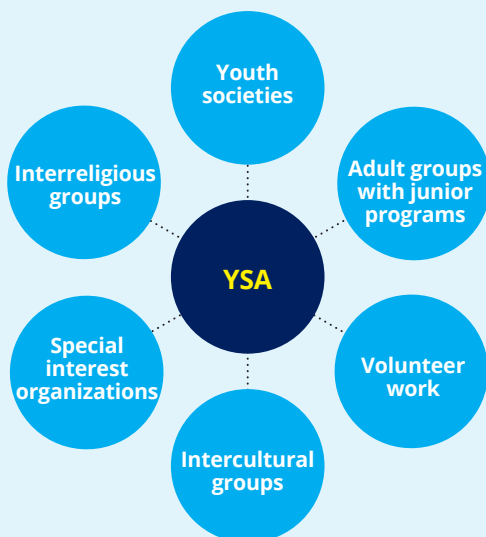 Youth
societies
Interreligious
groups
Adult groups
with junior
programs
YSA
Special
interest
organizations
Volunteer
work
Intercultural
groups